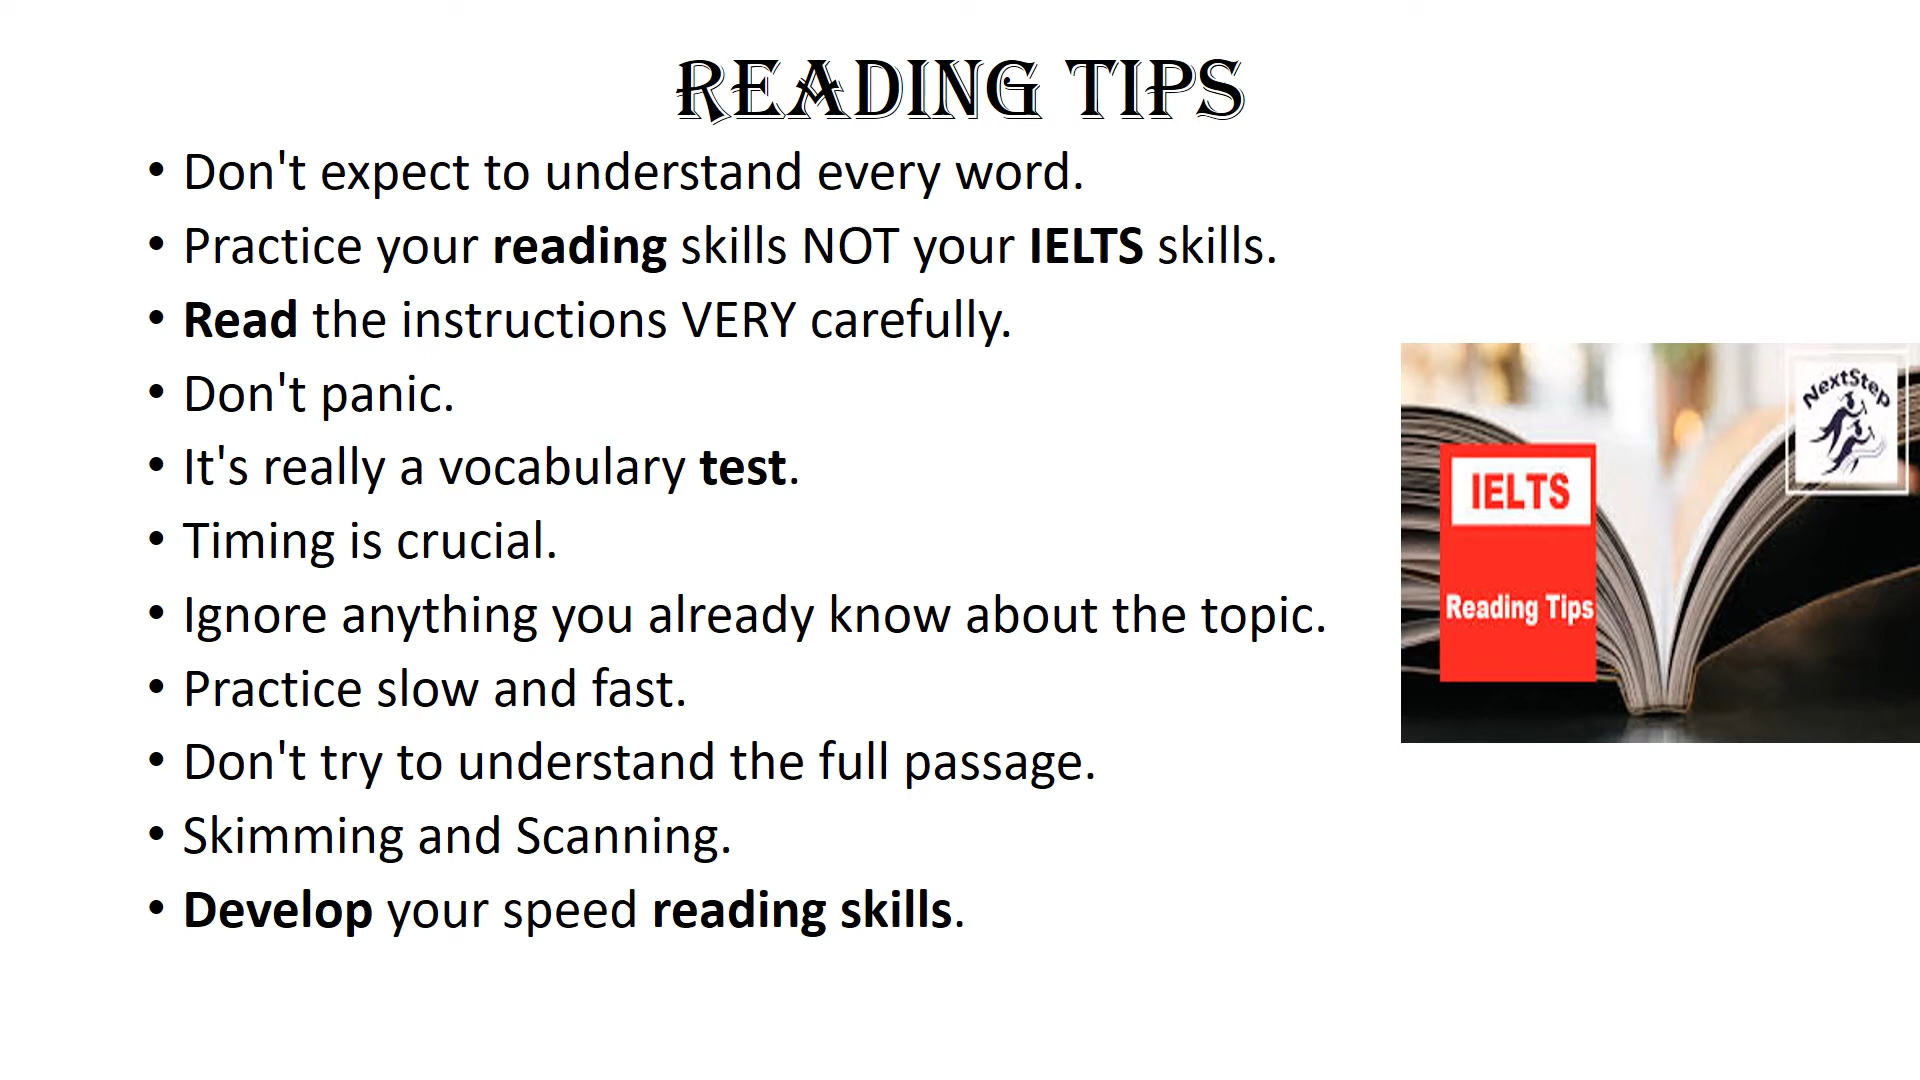 READING TIPS
• Don't expect to understand every word.
• Practice your reading skills NOT your IELTS skills.
• Read the instructions VERY carefully.
• Don't panic.
• It's really a vocabulary test.
• Timing is crucial.
• Ignore anything you already know about the topic.
• Practice slow and fast.
• Don't try to understand the full passage.
• Skimming and Scanning.
• Develop your speed reading skills.
NextStep
IELTS
Reading Tips